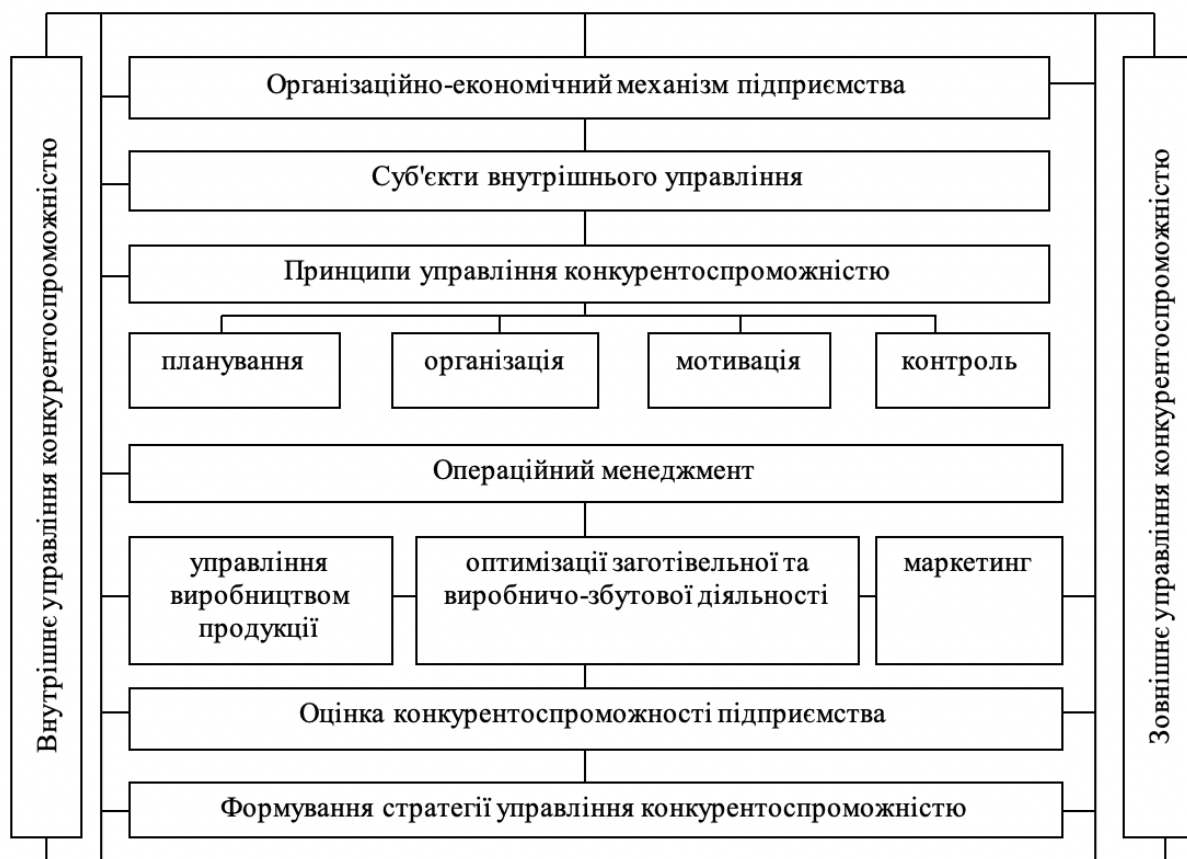 Внутрішнє управління конкурентоспроможністю
Організаційно-економічний механізм підприємства
Суб'єкти внутрішнього управління
Принципи управління конкурентоспроможністю
планування
організація
мотивація
контроль
Операційний менеджмент
управління
виробництвом
продукції
оптимізації заготівельної та
виробничо-збутової діяльності
маркетинг
Оцінка конкурентоспроможності підприємства
Формування стратегії управління конкурентоспроможністю
Зовнішнє управління конкурентоспроможністю